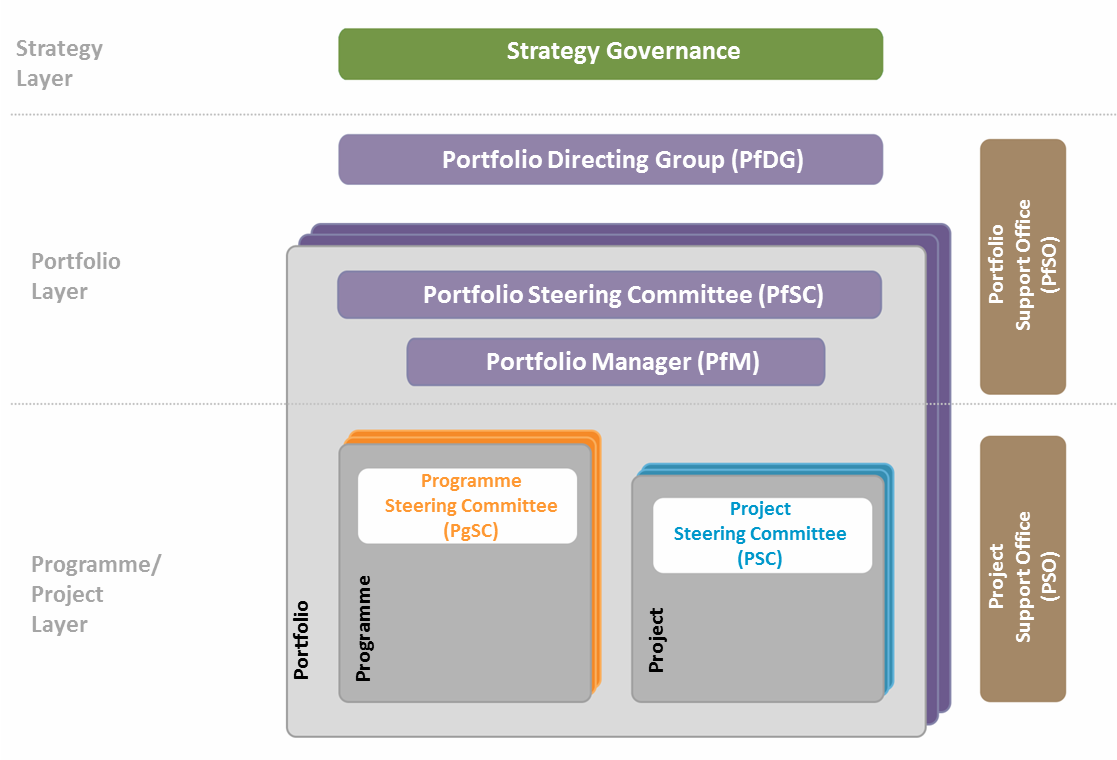 Strategy
Layer
Strategy Governance
Portfolio Directing Group (PfDG)
Portfolio
Support Office
(PfSO)
Portfolio
Layer
Portfolio Steering Committee (PfSC)
Portfolio Manager (PfM)
Programme/
Project
Layer
Portfolio
Programme
Steering Committee
(PgSC)
Programme
Project
Steering Committee
(PSC)
Project
Project
Support Office
(PSO)